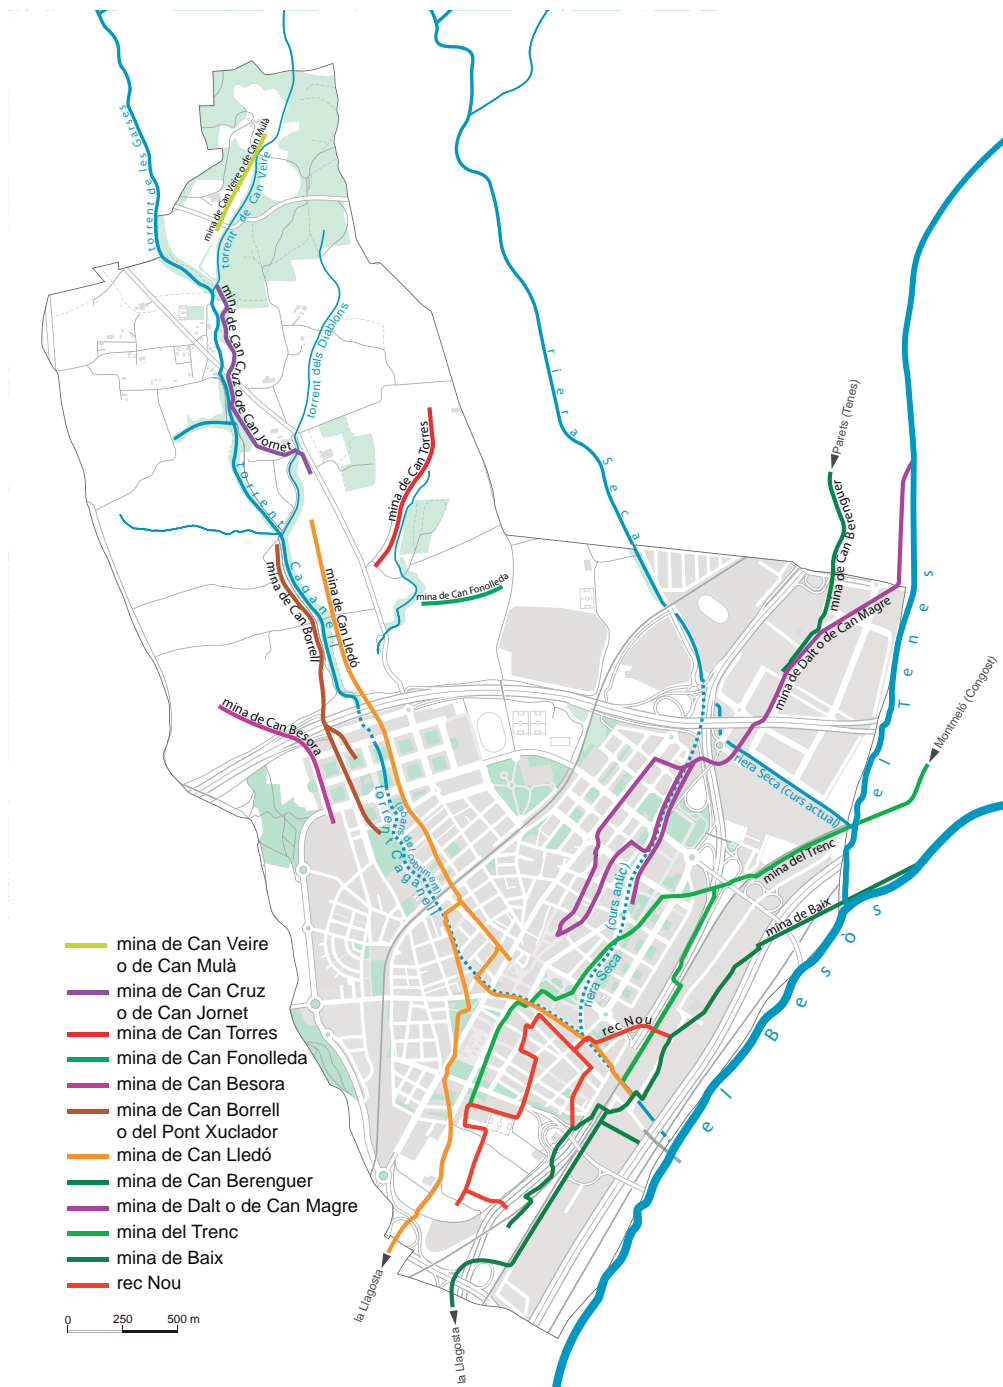 torrent de las Garses
mina de Can Veire o de Can Mulà
torrent de Can Veire
mina de Can Cruz o de Can Jornet
torrent dels Diablons
riera Seca
Parets (Tenes)
mina de Can Torres
mina de Can Berenguer
torrent Caganell
mina de Can Fonolleda
mina de Can Borrell
mina de Can Lledó
mina de Dalt o de Can Magre
el Tenes
Montmeló (Congost)
mina de Can Besora
riera Seca (curs actual)
torrent Caganell
(abans del cobriment)
mina del Trenc
(curs antic)
riera Seca
mina de Baix
el Besós
rec Nou
mina de Can Veire
o de Can Mulà
mina de Can Cruz
o de Can Jornet
mina de Can Torres
mina de Can Fonolleda
mina de Can Besora
mina de Can Borrell
o del Pont Xuclador
mina de Can Lledó
mina de Can Berenguer
mina de Dalt o de Can Magre
mina del Trenc
mina de Baix
rec Nou
0 250 500 m
la Llagosta
la Llagosta